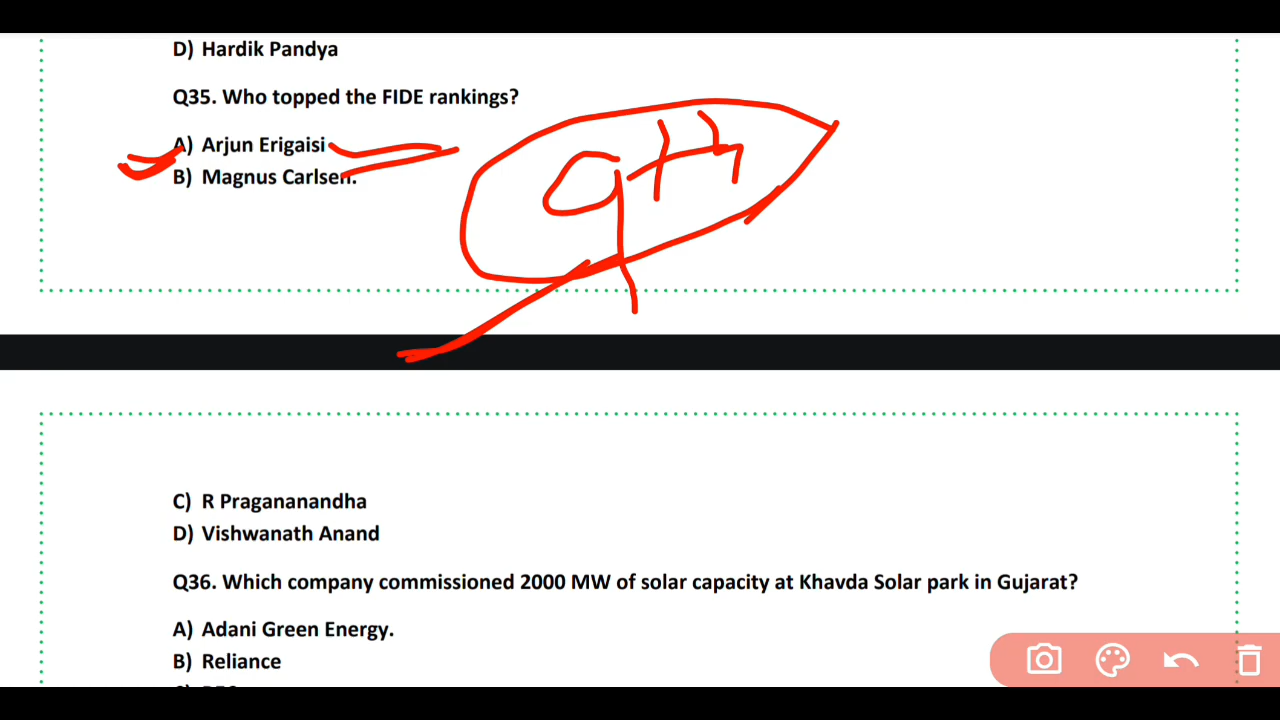 D) Hardik Pandya
Q35. Who topped the FIDE rankings?
A) Arjun Erigaisi
B) Magnus Carlsen.
9th
C) R Pragananandha
D) Vishwanath Anand
Q36. Which company commissioned 2000 MW of solar capacity at Khavda Solar park in Gujarat?
A) Adani Green Energy.
B) Reliance